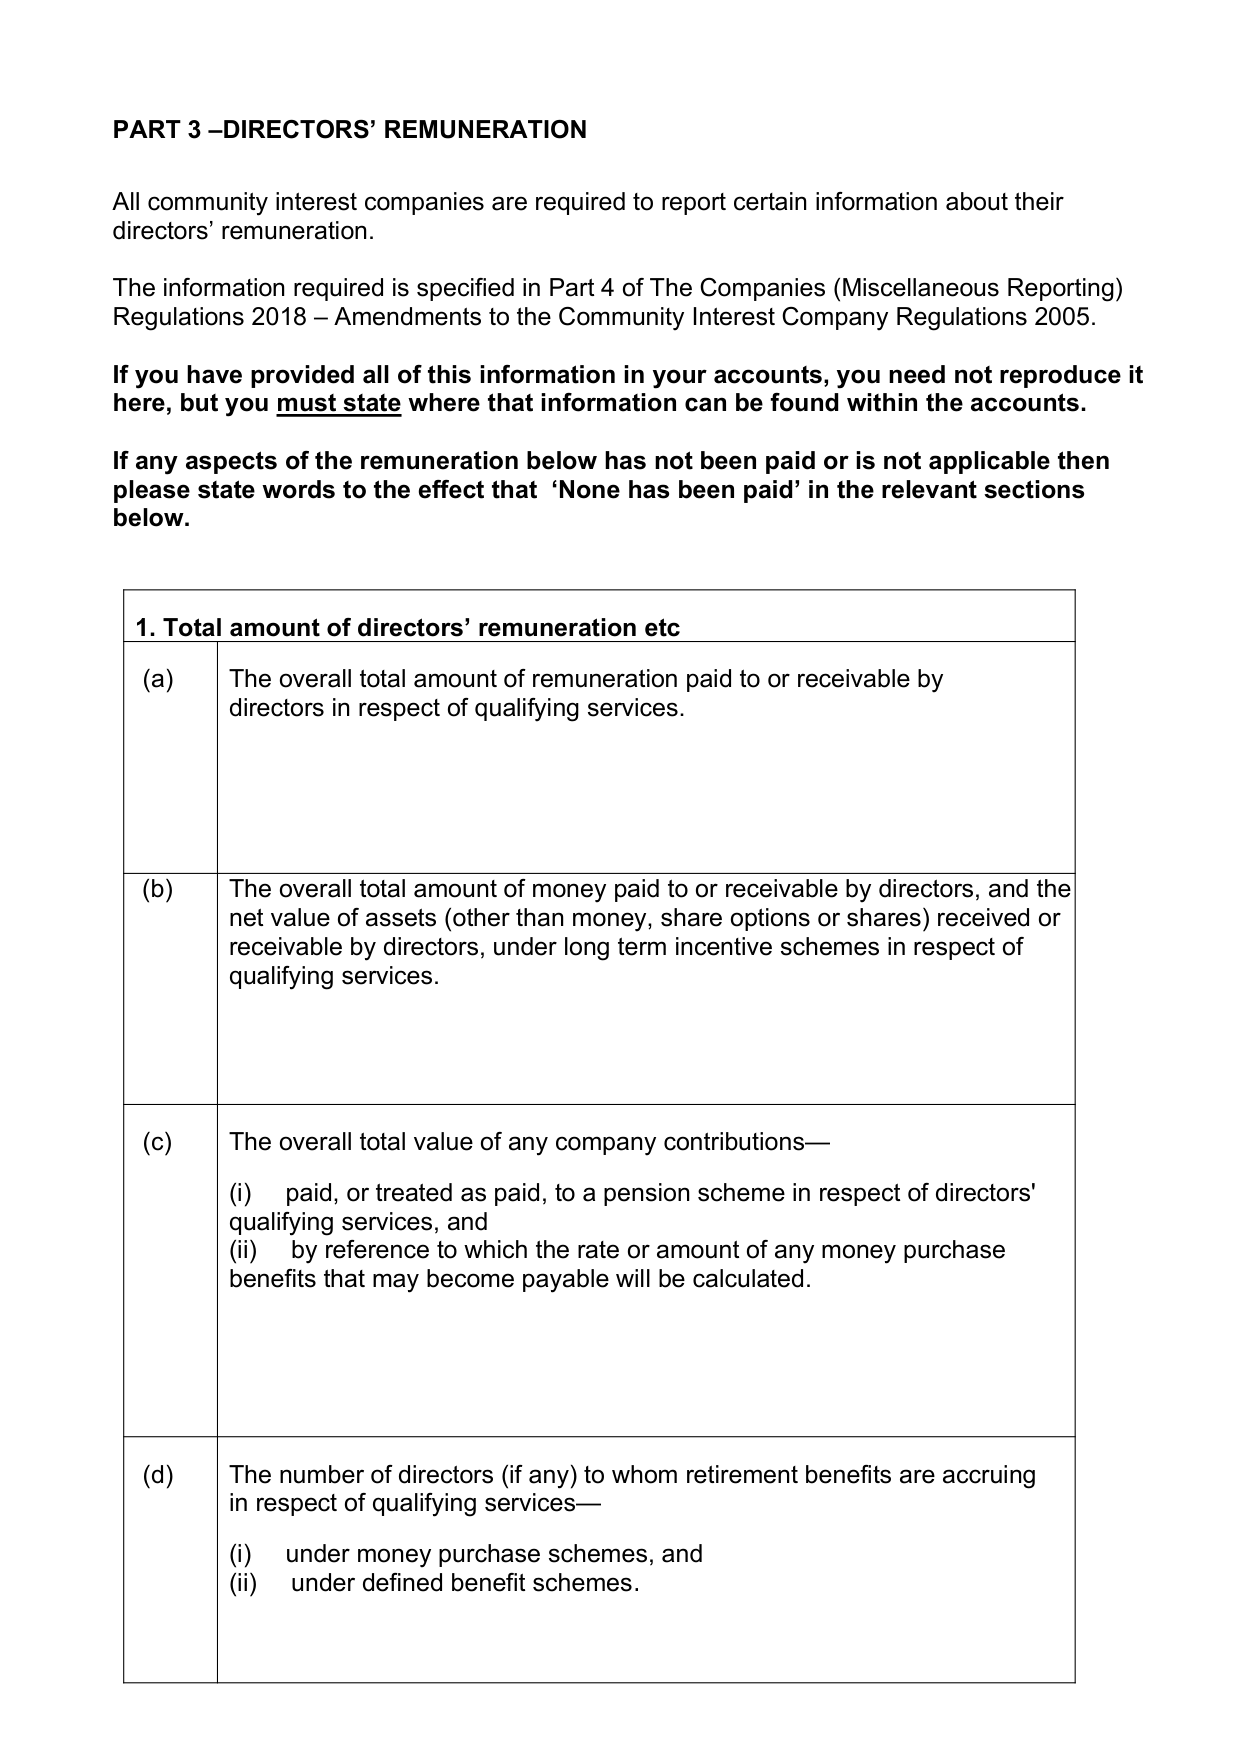 PART 3 –DIRECTORS’ REMUNERATION
All community interest companies are required to report certain information about their
directors’ remuneration.
The information required is specified in Part 4 of The Companies (Miscellaneous Reporting)
Regulations 2018 – Amendments to the Community Interest Company Regulations 2005.
If you have provided all of this information in your accounts, you need not reproduce it
here, but you must state where that information can be found within the accounts.
If any aspects of the remuneration below has not been paid or is not applicable then
please state words to the effect that  ‘None has been paid’ in the relevant sections
below.
1. Total amount of directors’ remuneration etc
(a) The overall total amount of remuneration paid to or receivable by
directors in respect of qualifying services.
(b) The overall total amount of money paid to or receivable by directors, and the
net value of assets (other than money, share options or shares) received or
receivable by directors, under long term incentive schemes in respect of
qualifying services.
(c) The overall total value of any company contributions—
(i) paid, or treated as paid, to a pension scheme in respect of directors'
qualifying services, and
(ii) by reference to which the rate or amount of any money purchase
benefits that may become payable will be calculated.
(d) The number of directors (if any) to whom retirement benefits are accruing
in respect of qualifying services—
(i) under money purchase schemes, and
(ii) under defined benefit schemes.